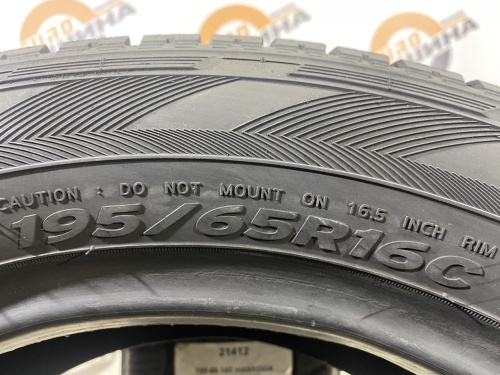 CAUTION : DO NOT MOUNT ON 16.5 INCH RIM
195/65R16C
21412